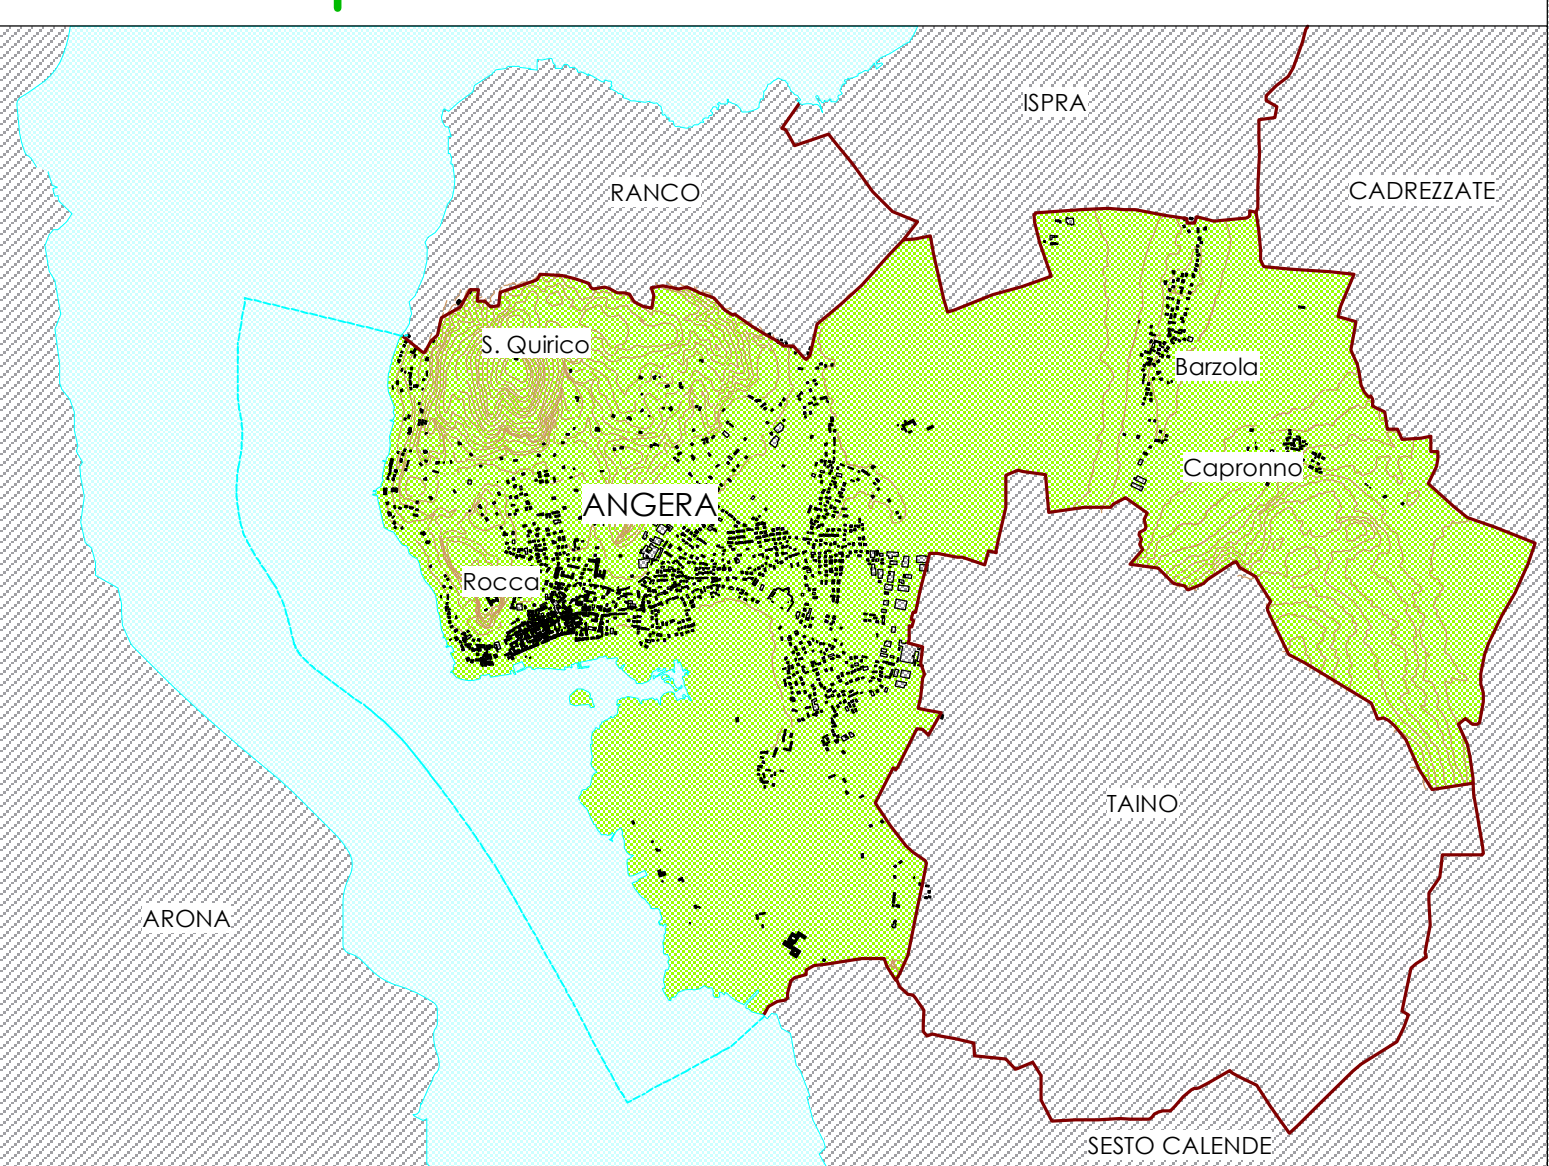 ISPRA
RANCO
CADREZZATE
S. Quirico
Barzola
Capronno
ANGERA
Rocca
TAINO
ARONA
SESTO CALENDE